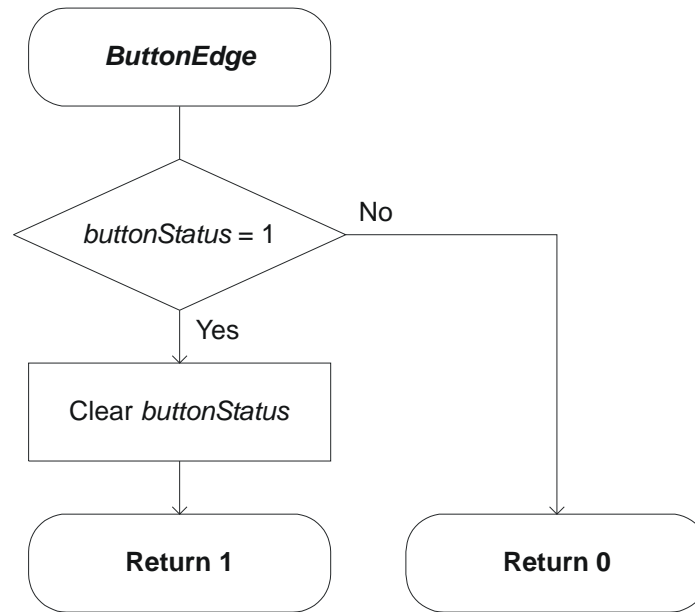 ButtonEdge
buttonStatus = 1
No
Yes
Clear buttonStatus
Return 1
Return 0